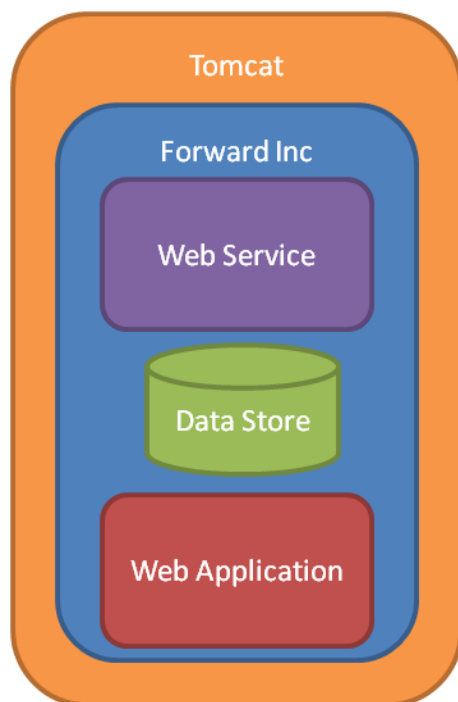 Tomcat
Forward Inc
Web Service
Data Store
Web Application